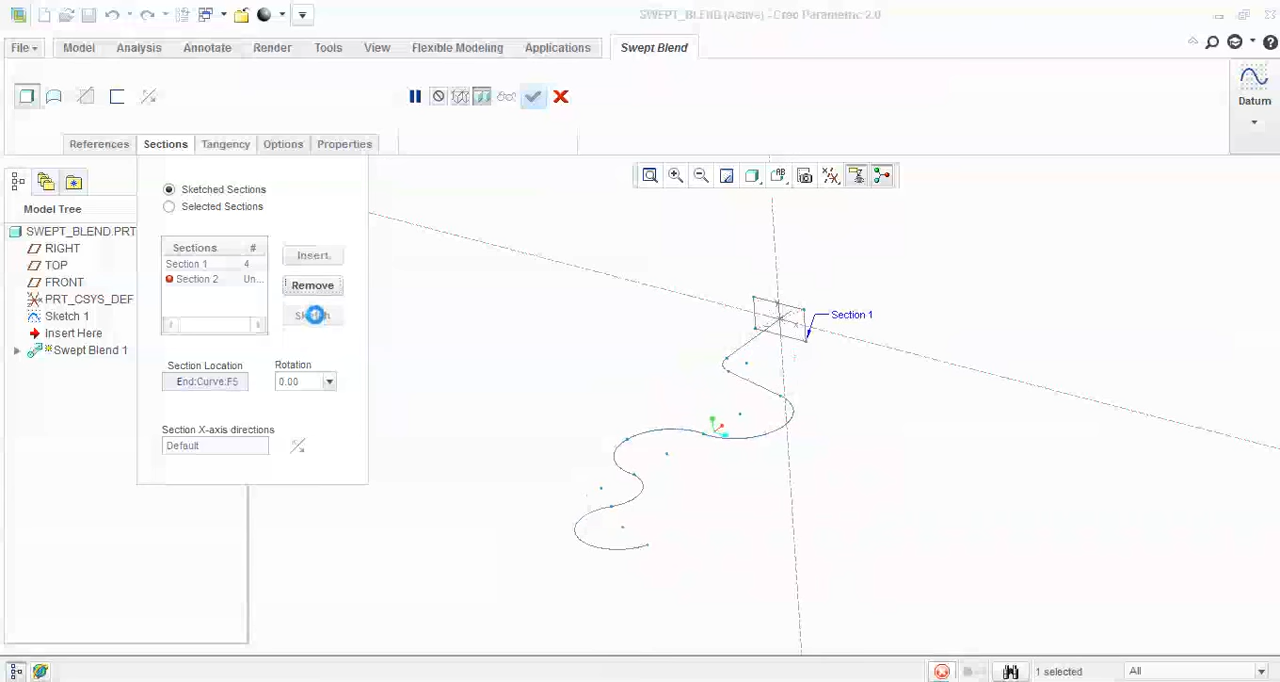 SWEPT_BLEND (Active) - Creo Parametric 2.0
File Model Analysis Annotate Render Tools View Flexible Modeling Applications Swept Blend
Datum
References Sections Tangency Options Properties
Model Tree
SWEPT_BLEND.PRT
RIGHT
TOP
FRONT
PRT_CSYS_DEF
Sketch 1
Insert Here
Swept Blend 1
Sketched Sections
Selected Sections
Sections #
Section 1 4
Section 2 Un...
Insert
Remove
Section Location
End:Curve:F5
Rotation
0.00
Section X-axis directions
Default
Section 1
1 selected
All